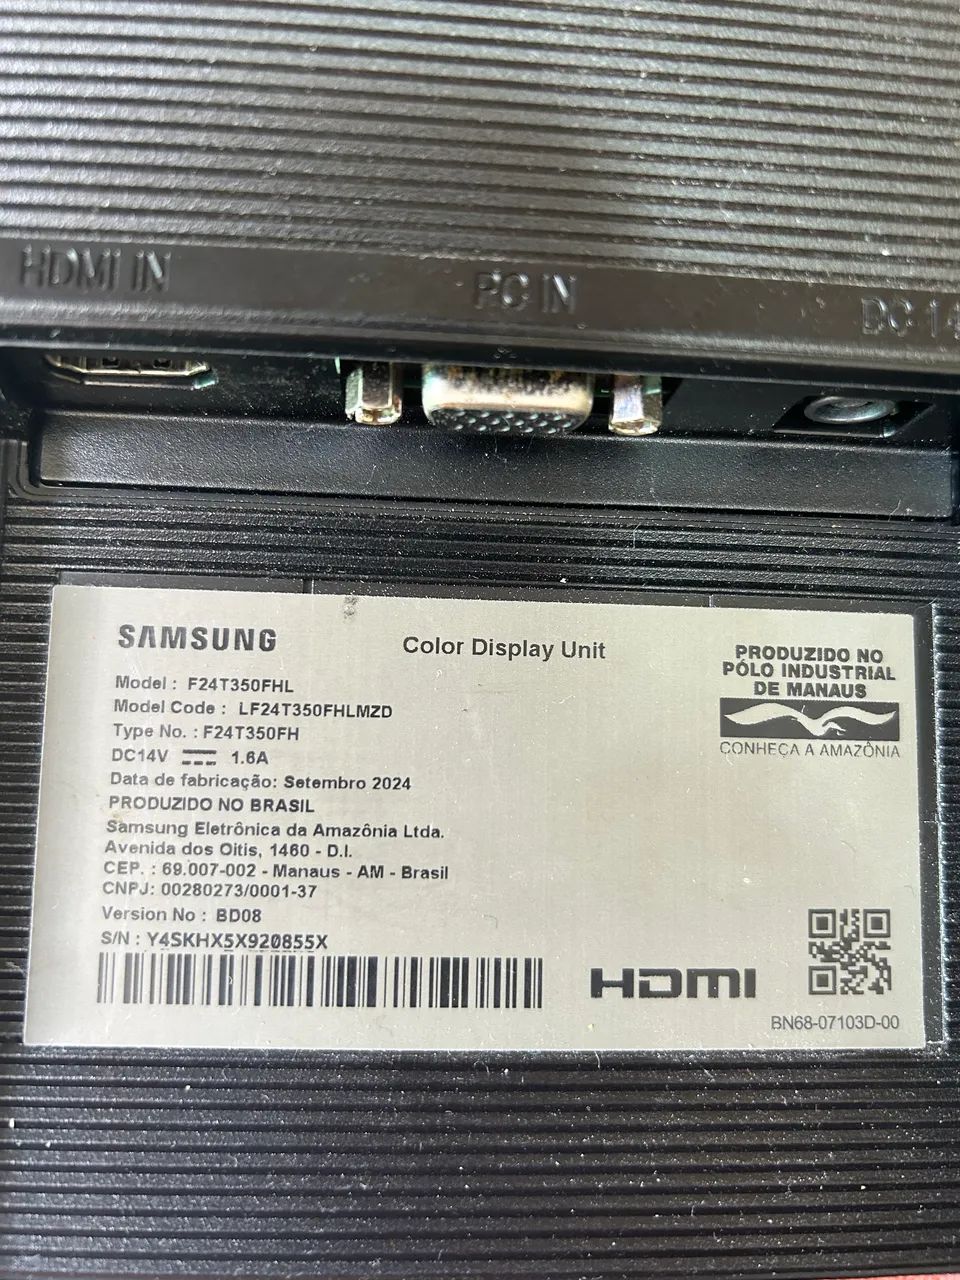 HDMI IN
PC IN
DC 14
SAMSUNG
Color Display Unit
Model : F24T350FHL
Model Code : LF24T350FHLMZD
Type No. : F24T350FH
DC14V 1.6A
Data de fabricação: Setembro 2024
PRODUZIDO NO BRASIL
Samsung Eletrônica da Amazônia Ltda.
Avenida dos Oitis, 1460 - D.I.
CEP. : 69.007-002 - Manaus - AM - Brasil
CNPJ: 00280273/0001-37
Version No : BD08
S/N : Y4SKHX5X920855X
PRODUZIDO NO
PÓLO INDUSTRIAL
DE MANAUS
CONHEÇA A AMAZÔNIA
HDMI
BN68-07103D-00